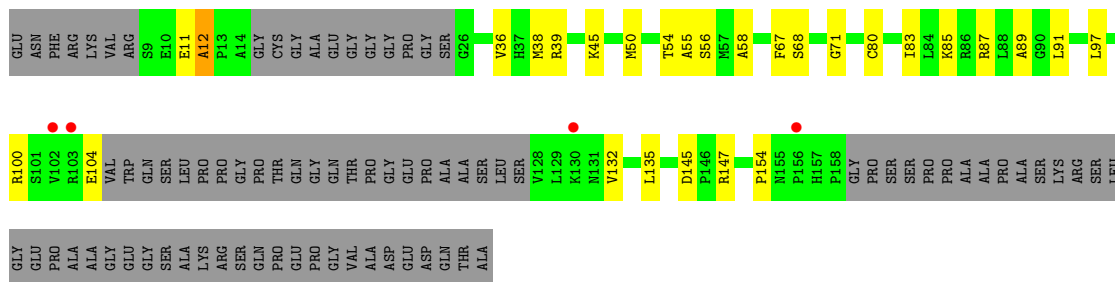 GLU ASN PHE ARG LYS VAL ARG S9 E10 E11 A12 P13 A14 GLY CYS GLY ALA GLU GLY GLY GLY PRO GLY SER G26 V36 H37 M38 R39 K45 M50 T54 A55 S56 M57 A58 F67 S68 G71 C80 I83 L84 K85 R86 R87 L88 A89 G90 L91 L97
R100 S101 V102 R103 E104 VAL TRP GLN SER LEU PRO PRO GLY PRO THR GLN GLY GLN THR PRO GLY GLU PRO ALA ALA SER LEU SER V128 L129 K130 N131 V132 L135 D145 P146 R147 P154 N155 P156 H157 P158 GLY PRO SER SER PRO PRO ALA ALA PRO ALA SER LYS ARG SER LEU
GLY GLU PRO ALA ALA GLY GLU GLY SER ALA LYS ARG SER GLN PRO GLU PRO GLY VAL ALA ASP GLU ASP GLN THR ALA